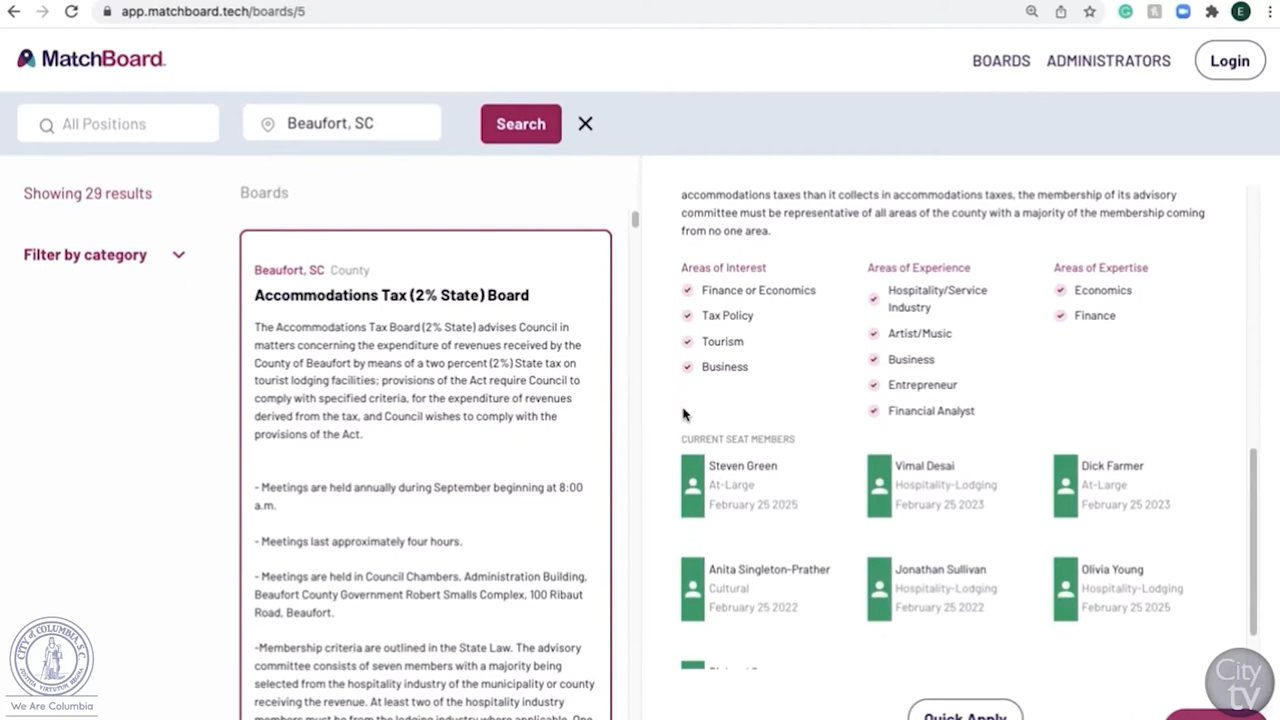 app.matchboard.tech/boards/5
E
MatchBoard.
BOARDS ADMINISTRATORS Login
All Positions Beaufort, SC Search
Showing 29 results
Filter by category
Boards
Beaufort, SC County
Accommodations Tax (2% State) Board
The Accommodations Tax Board (2% State) advises Council in
matters concerning the expenditure of revenues received by the
County of Beaufort by means of a two percent (2%) State tax on
tourist lodging facilities; provisions of the Act require Council to
comply with specified criteria, for the expenditure of revenues
derived from the tax, and Council wishes to comply with the
provisions of the Act.
- Meetings are held annually during September beginning at 8:00
a.m.
- Meetings last approximately four hours.
- Meetings are held in Council Chambers, Administration Building,
Beaufort County Government Robert Smalls Complex, 100 Ribaut
Road, Beaufort.
-Membership criteria are outlined in the State Law. The advisory
committee consists of seven members with a majority being
selected from the hospitality industry of the municipality or county
receiving the revenue. At least two of the hospitality industry
members must be from the lodging industry where applicable. One
accommodations taxes than it collects in accommodations taxes, the membership of its advisory
committee must be representative of all areas of the county with a majority of the membership coming
from no one area.
Areas of Interest
Finance or Economics
Tax Policy
Tourism
Business
Areas of Experience
Hospitality/Service
Industry
Artist/Music
Business
Entrepreneur
Financial Analyst
Areas of Expertise
Economics
Finance
CURRENT SEAT MEMBERS
Steven Green
At-Large
February 25 2025
Vimal Desai
Hospitality-Lodging
February 25 2023
Dick Farmer
At-Large
February 25 2023
Anita Singleton-Prather
Cultural
February 25 2022
Jonathan Sullivan
Hospitality-Lodging
February 25 2022
Olivia Young
Hospitality-Lodging
February 25 2025
Quick Apply
CITY OF COLUMBIA, S.C.
We Are Columbia
City
tv